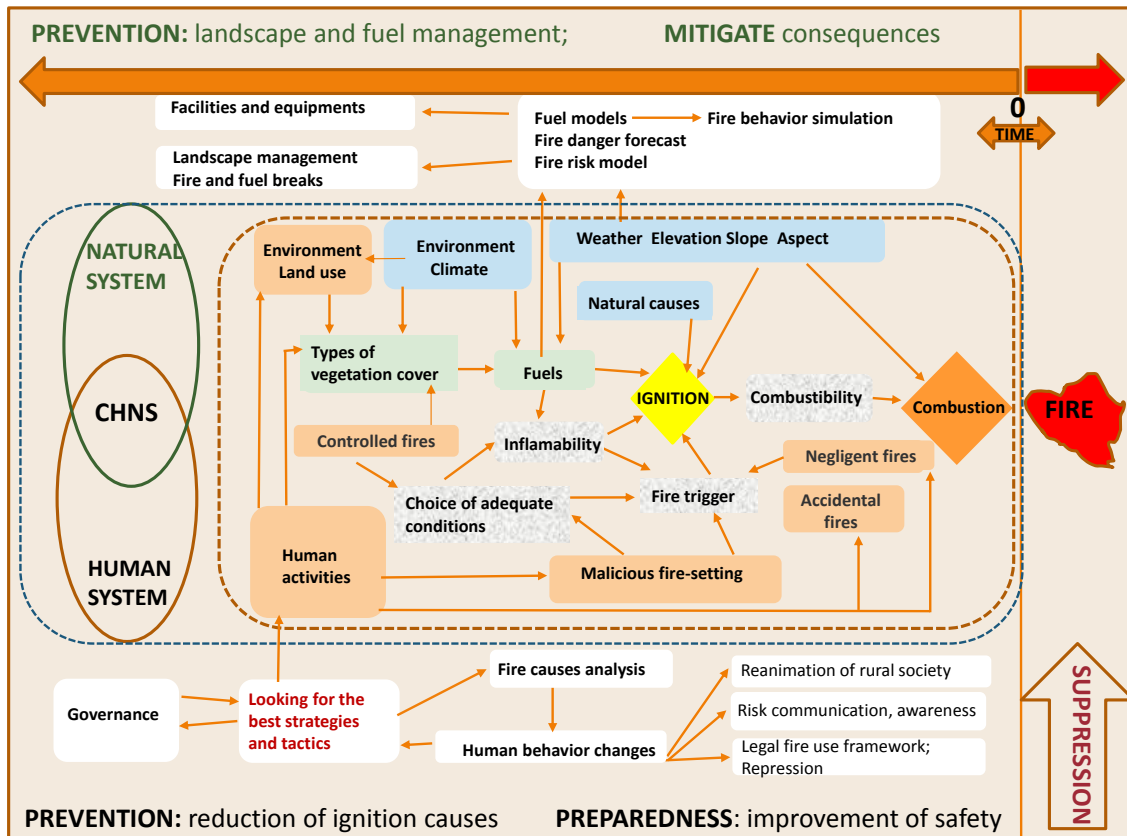 PREVENTION: landscape and fuel management; MITIGATE consequences
0
TIME
Facilities and equipments
Fuel models Fire behavior simulation
Fire danger forecast
Fire risk model
Landscape management
Fire and fuel breaks
NATURAL
SYSTEM
CHNS
HUMAN
SYSTEM
Environment
Land use
Environment
Climate
Weather Elevation Slope Aspect
Natural causes
Types of
vegetation cover
Fuels
IGNITION
Combustibility
Combustion
FIRE
Controlled fires
Inflamability
Negligent fires
Choice of adequate
conditions
Fire trigger
Accidental
fires
Human
activities
Malicious fire-setting
Governance
Looking for the
best strategies
and tactics
Fire causes analysis
Human behavior changes
Reanimation of rural society
Risk communication, awareness
Legal fire use framework;
Repression
SUPPRESSION
PREVENTION: reduction of ignition causes PREPAREDNESS: improvement of safety